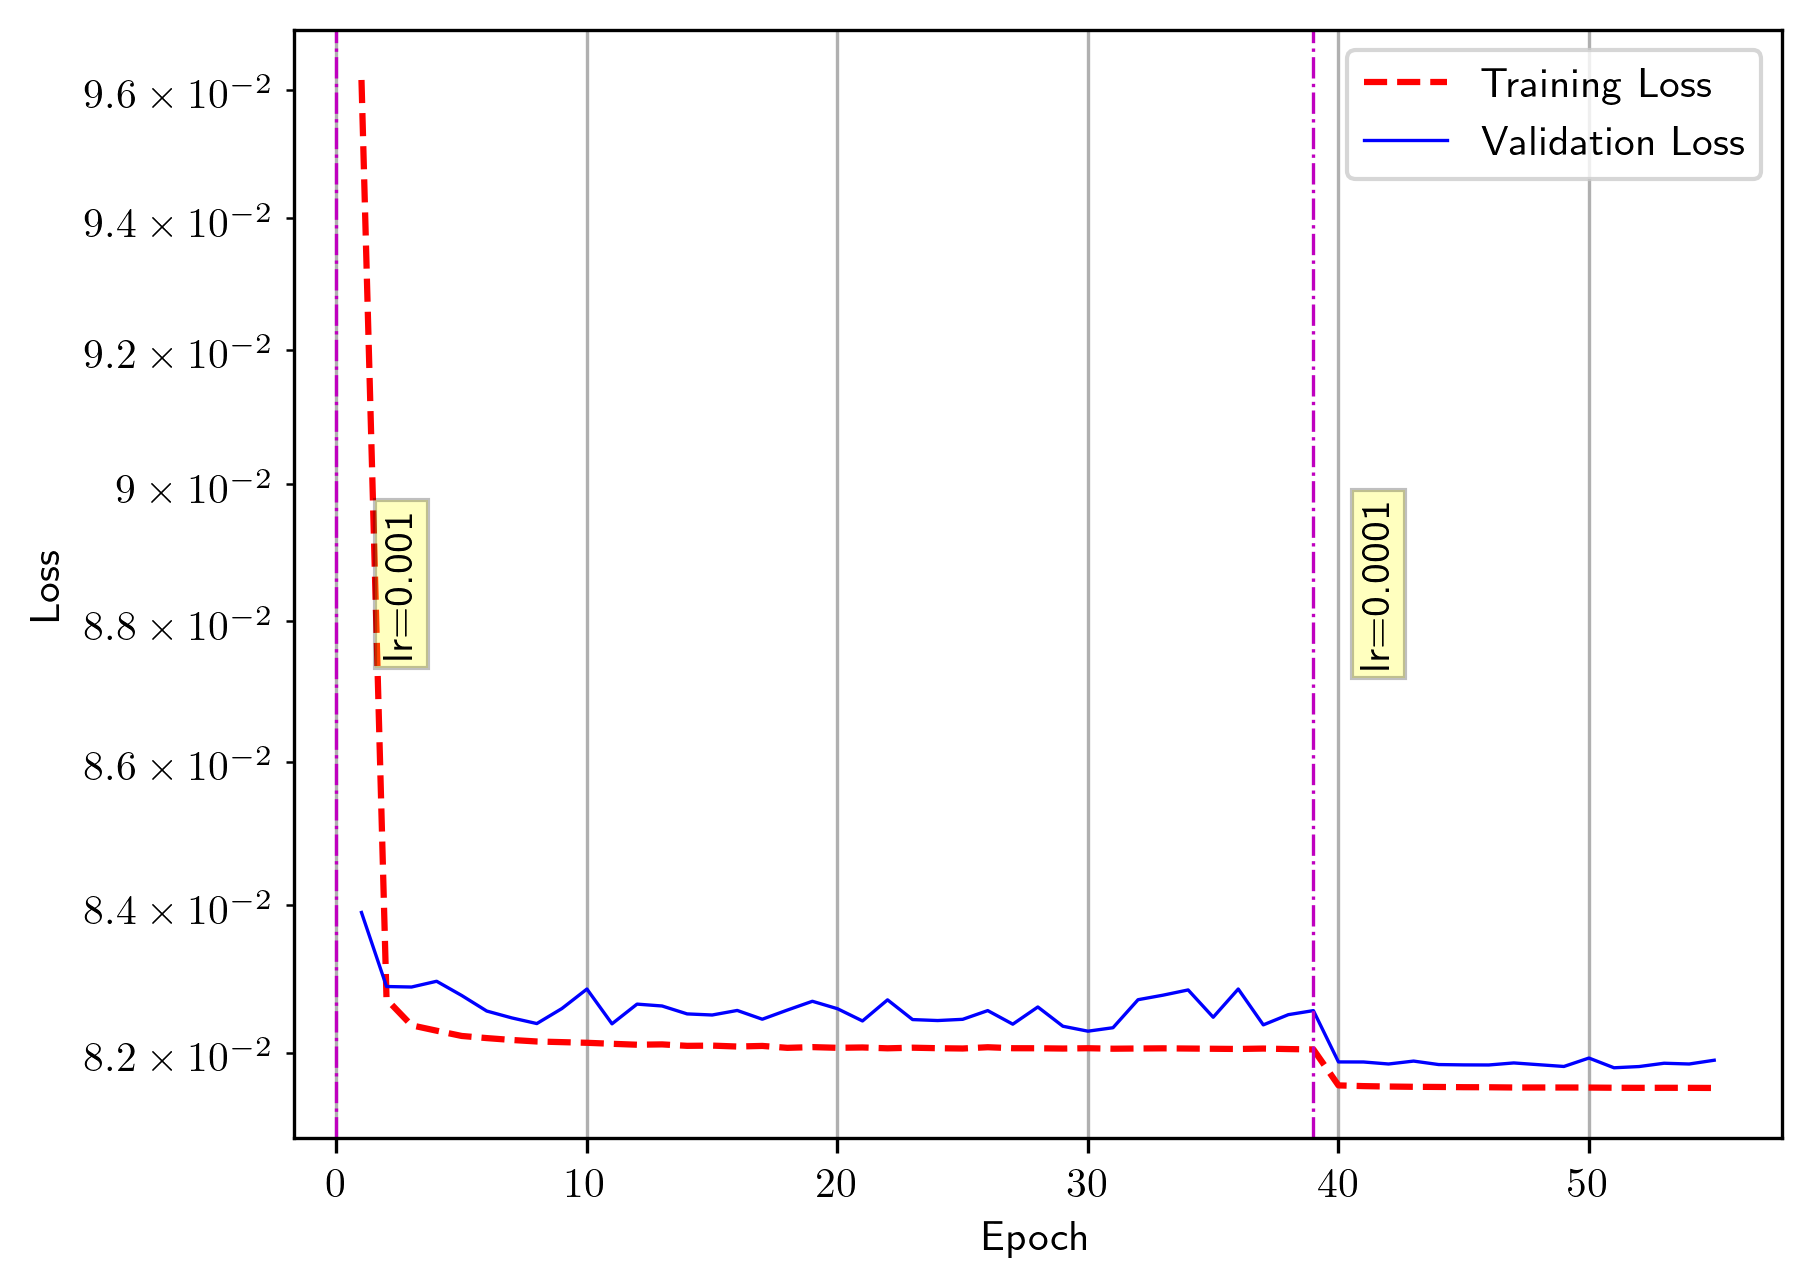 9.6 × 10⁻²
9.4 × 10⁻²
9.2 × 10⁻²
9 × 10⁻²
8.8 × 10⁻²
8.6 × 10⁻²
8.4 × 10⁻²
8.2 × 10⁻²
Loss
Training Loss
Validation Loss
lr=0.001
lr=0.0001
0 10 20 30 40 50
Epoch